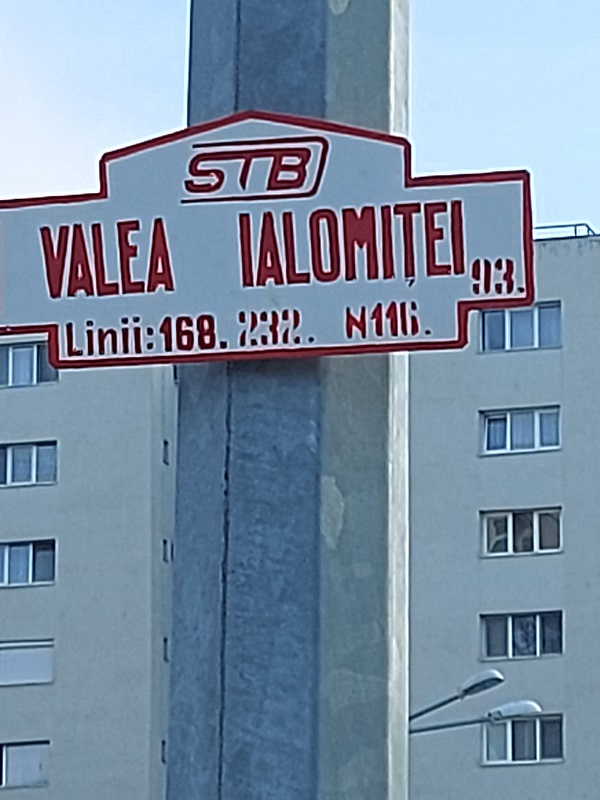 STB
VALEA IALOMIȚEI
93.
Linii: 168. 232. N116.